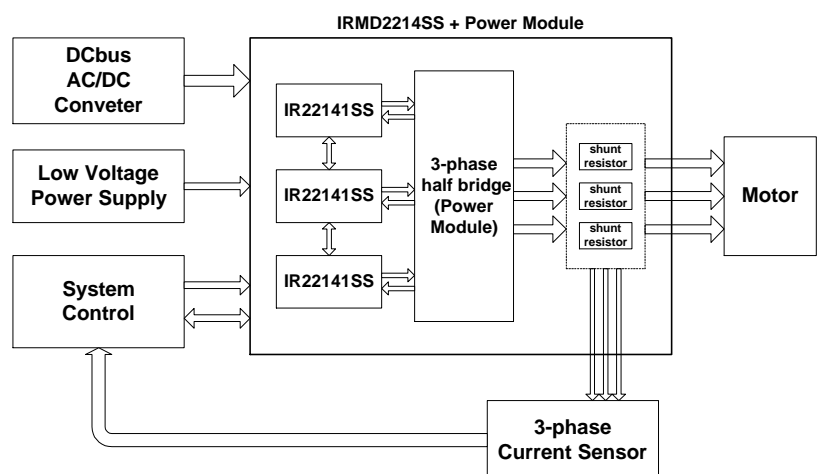 IRMD2214SS + Power Module
DCbus
AC/DC
Conveter
Low Voltage
Power Supply
System
Control
IR22141SS
IR22141SS
IR22141SS
3-phase
half bridge
(Power
Module)
shunt
resistor
shunt
resistor
shunt
resistor
Motor
3-phase
Current Sensor